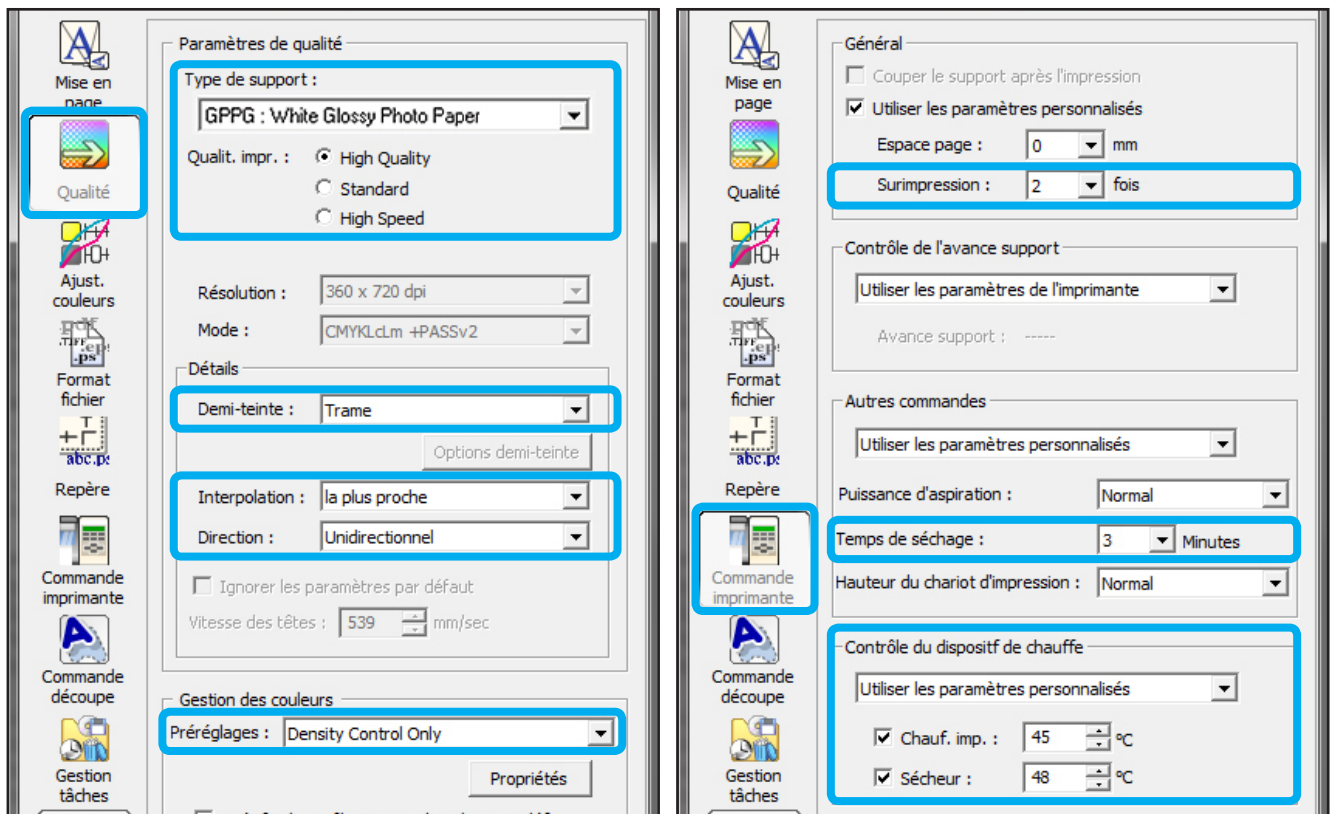 Mise en
page
Qualité
Ajust.
couleurs
Format
fichier
abc.ps
Repère
Commande
imprimante
Commande
découpe
Gestion
tâches
Paramètres de qualité
Type de support :
GPPG : White Glossy Photo Paper
Qualit. impr. : High Quality
Standard
High Speed
Résolution : 360 x 720 dpi
Mode : CMYKLcLm +PASSv2
Détails
Demi-teinte : Trame
Options demi-teinte
Interpolation : la plus proche
Direction : Unidirectionnel
Ignorer les paramètres par défaut
Vitesse des têtes : 539 mm/sec
Gestion des couleurs
Préréglages : Density Control Only
Propriétés
Mise en
page
Qualité
Ajust.
couleurs
Format
fichier
abc.ps
Repère
Commande
imprimante
Commande
découpe
Gestion
tâches
Général
Couper le support après l'impression
Utiliser les paramètres personnalisés
Espace page : 0 mm
Surimpression : 2 fois
Contrôle de l'avance support
Utiliser les paramètres de l'imprimante
Avance support : -----
Autres commandes
Utiliser les paramètres personnalisés
Puissance d'aspiration : Normal
Temps de séchage : 3 Minutes
Hauteur du chariot d'impression : Normal
Contrôle du dispositf de chauffe
Utiliser les paramètres personnalisés
Chauf. imp. : 45 °C
Sécheur : 48 °C